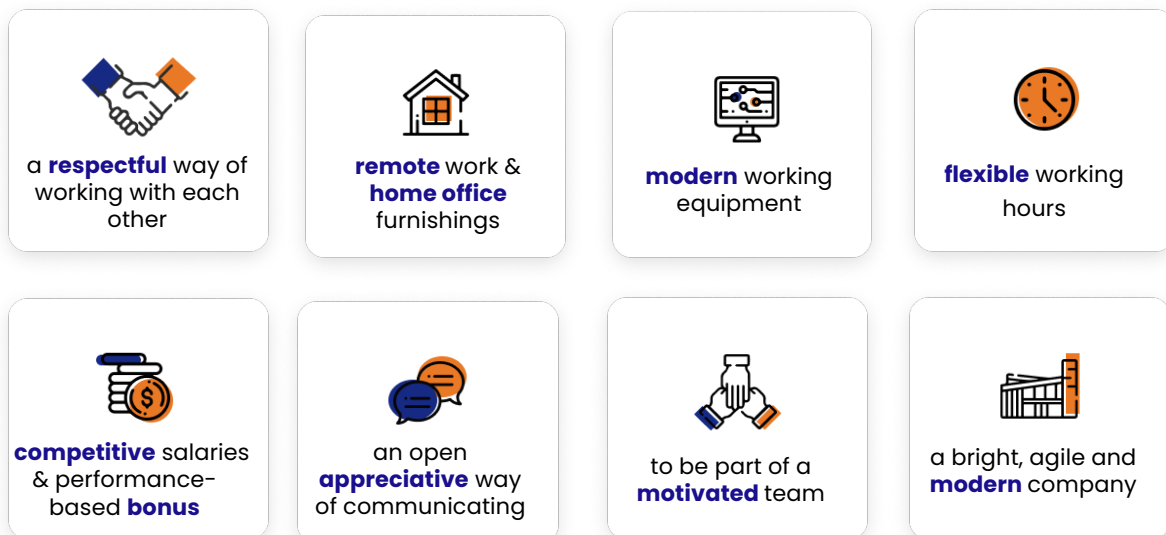 a respectful way of
working with each
other
remote work &
home office
furnishings
modern working
equipment
flexible working
hours
$
competitive salaries
& performance-
based bonus
an open
appreciative way
of communicating
to be part of a
motivated team
a bright, agile and
modern company